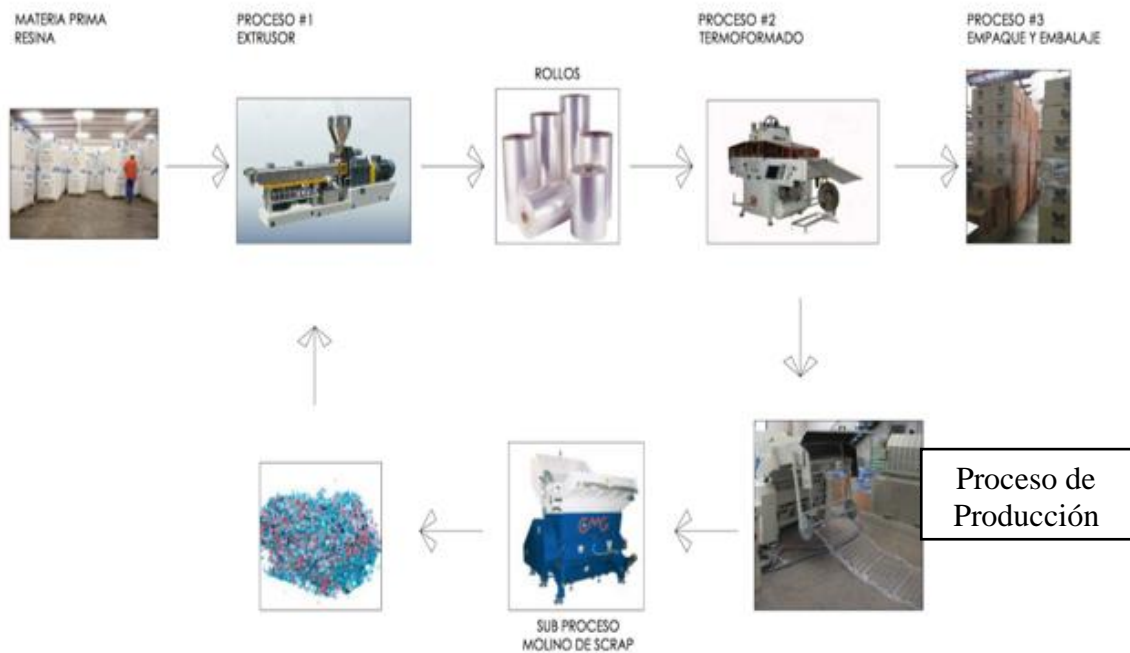 MATERIA PRIMA
RESINA
PROCESO #1
EXTRUSOR
ROLLOS
PROCESO #2
TERMOFORMADO
PROCESO #3
EMPAQUE Y EMBALAJE
Proceso de
Producción
GMG
SUB PROCESO
MOLINO DE SCRAP